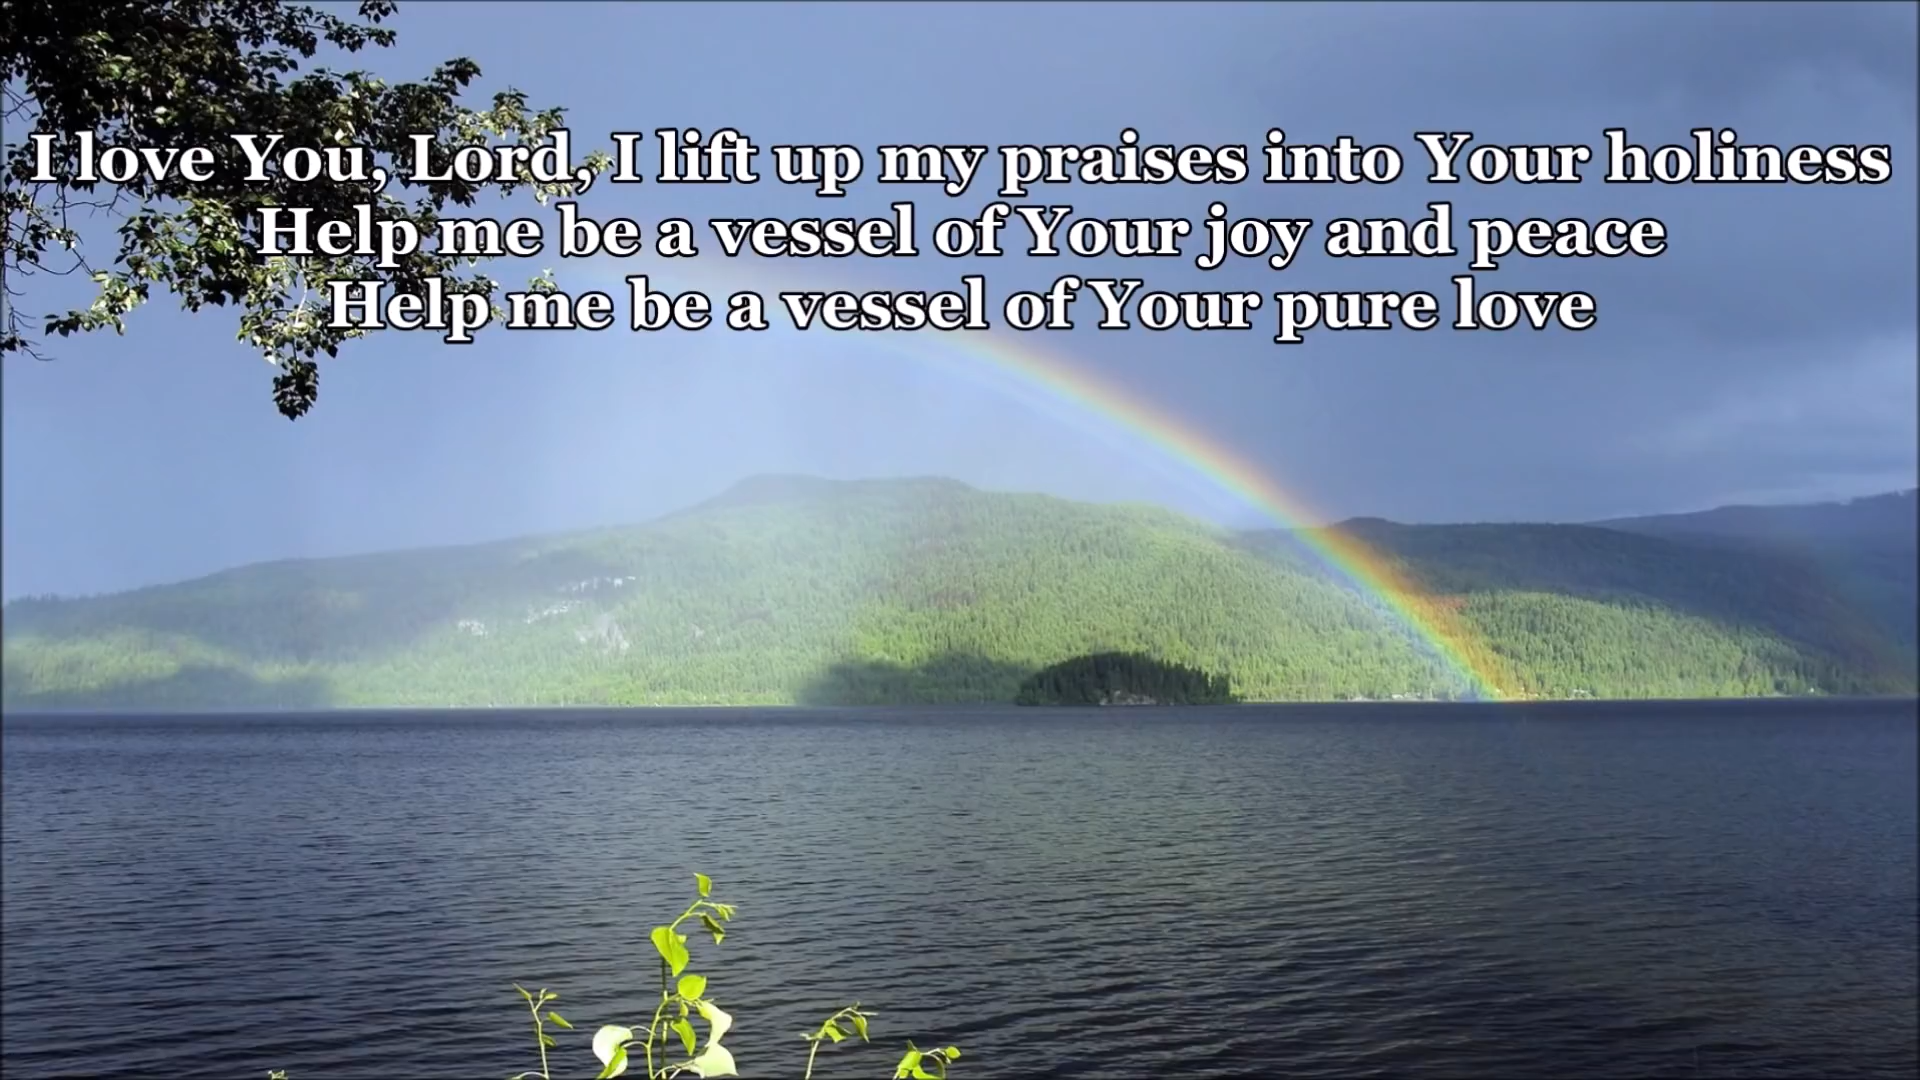 I love You, Lord, I lift up my praises into Your holiness
Help me be a vessel of Your joy and peace
Help me be a vessel of Your pure love